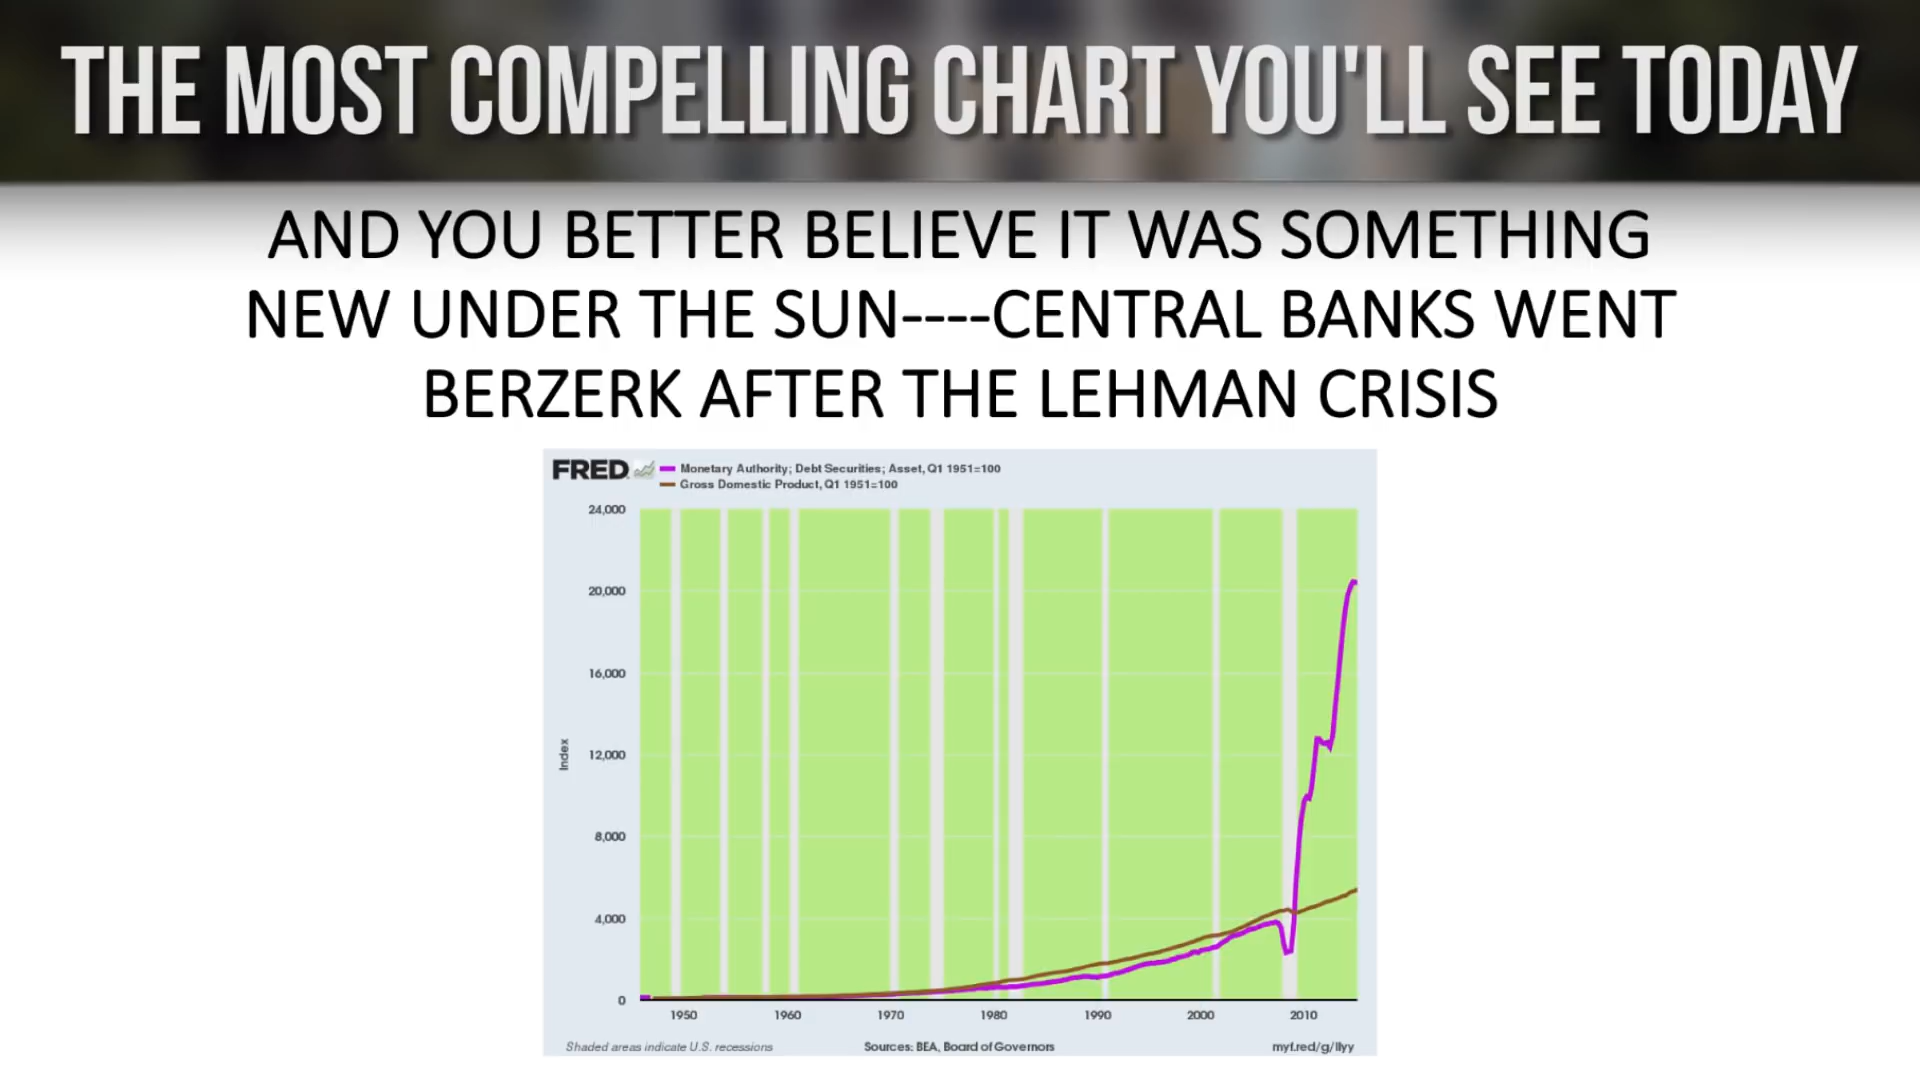 THE MOST COMPELLING CHART YOU'LL SEE TODAY
AND YOU BETTER BELIEVE IT WAS SOMETHING
NEW UNDER THE SUN----CENTRAL BANKS WENT
BERZERK AFTER THE LEHMAN CRISIS
FRED
Monetary Authority; Debt Securities; Asset, Q1 1951=100
Gross Domestic Product, Q1 1951=100
24,000
20,000
16,000
12,000
8,000
4,000
0
Index
1950 1960 1970 1980 1990 2000 2010
Shaded areas indicate U.S. recessions Sources: BEA, Board of Governors